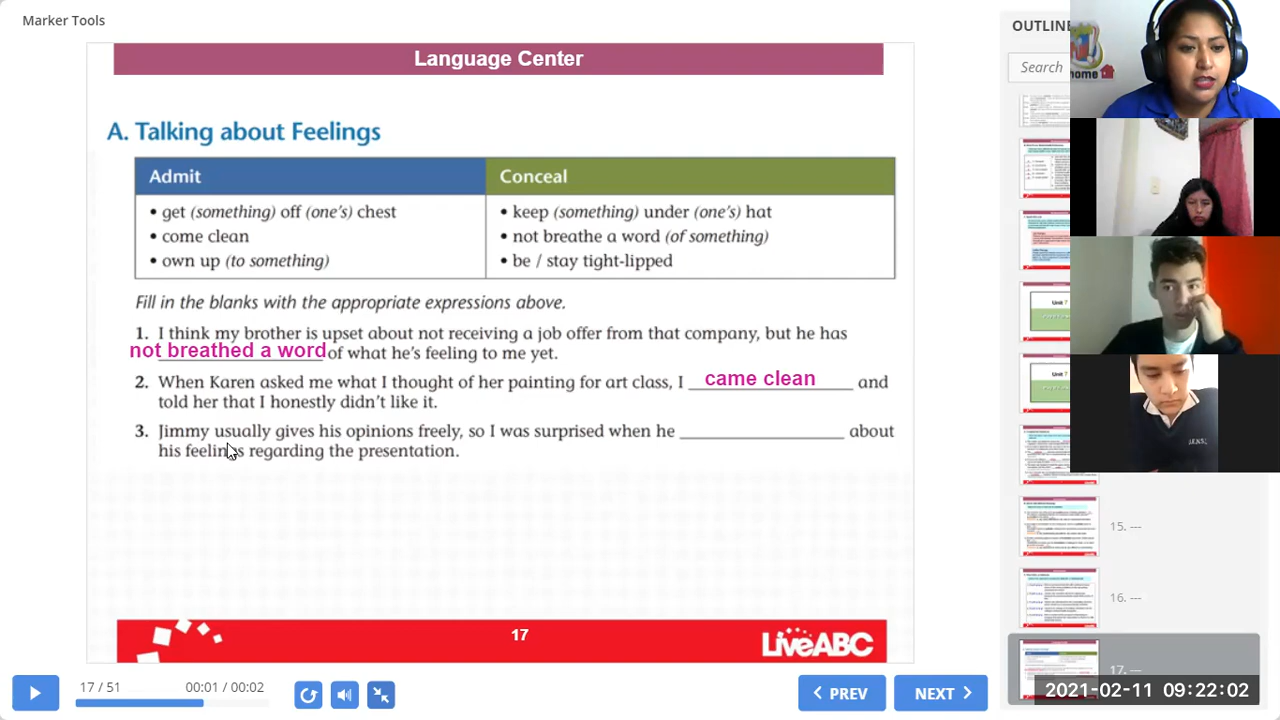 Marker Tools
OUTLINE
Search
home
Language Center
A. Talking about Feelings
Admit
Conceal
• get (something) off (one's) chest
• come clean
• own up (to something)
• keep (something) under (one's) hat
• not breathe a word (of something)
• be / stay tight-lipped
Fill in the blanks with the appropriate expressions above.
1. I think my brother is upset about not receiving a job offer from that company, but he has
not breathed a word of what he's feeling to me yet.
2. When Karen asked me what I thought of her painting for art class, I came clean and
told her that I honestly didn't like it.
3. Jimmy usually gives his opinions freely, so I was surprised when he ____________ about
his feelings regarding the presentation.
17
LiveABC
15. ---
16. ---
17. ---
17 / 51
00:01 / 00:02
PREV
NEXT
2021-02-11 09:22:02